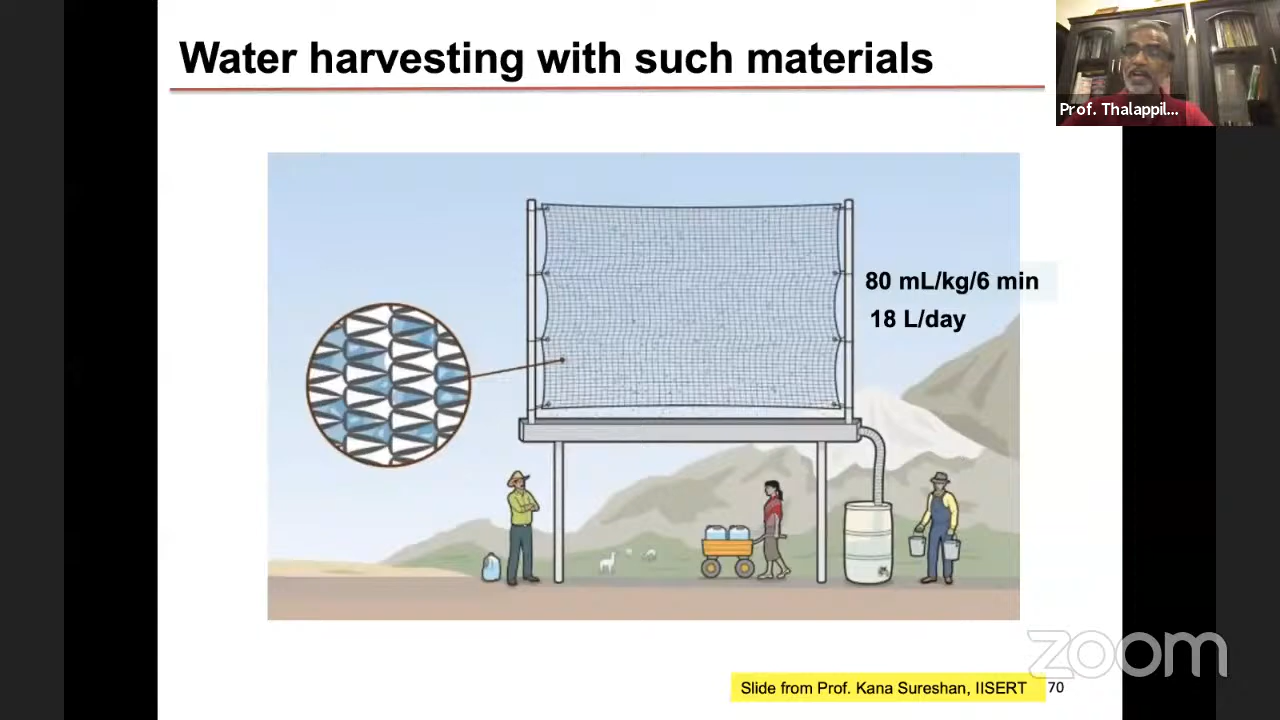 Water harvesting with such materials
Prof. Thalappil...
80 mL/kg/6 min
18 L/day
zoom
Slide from Prof. Kana Sureshan, IISERT
70